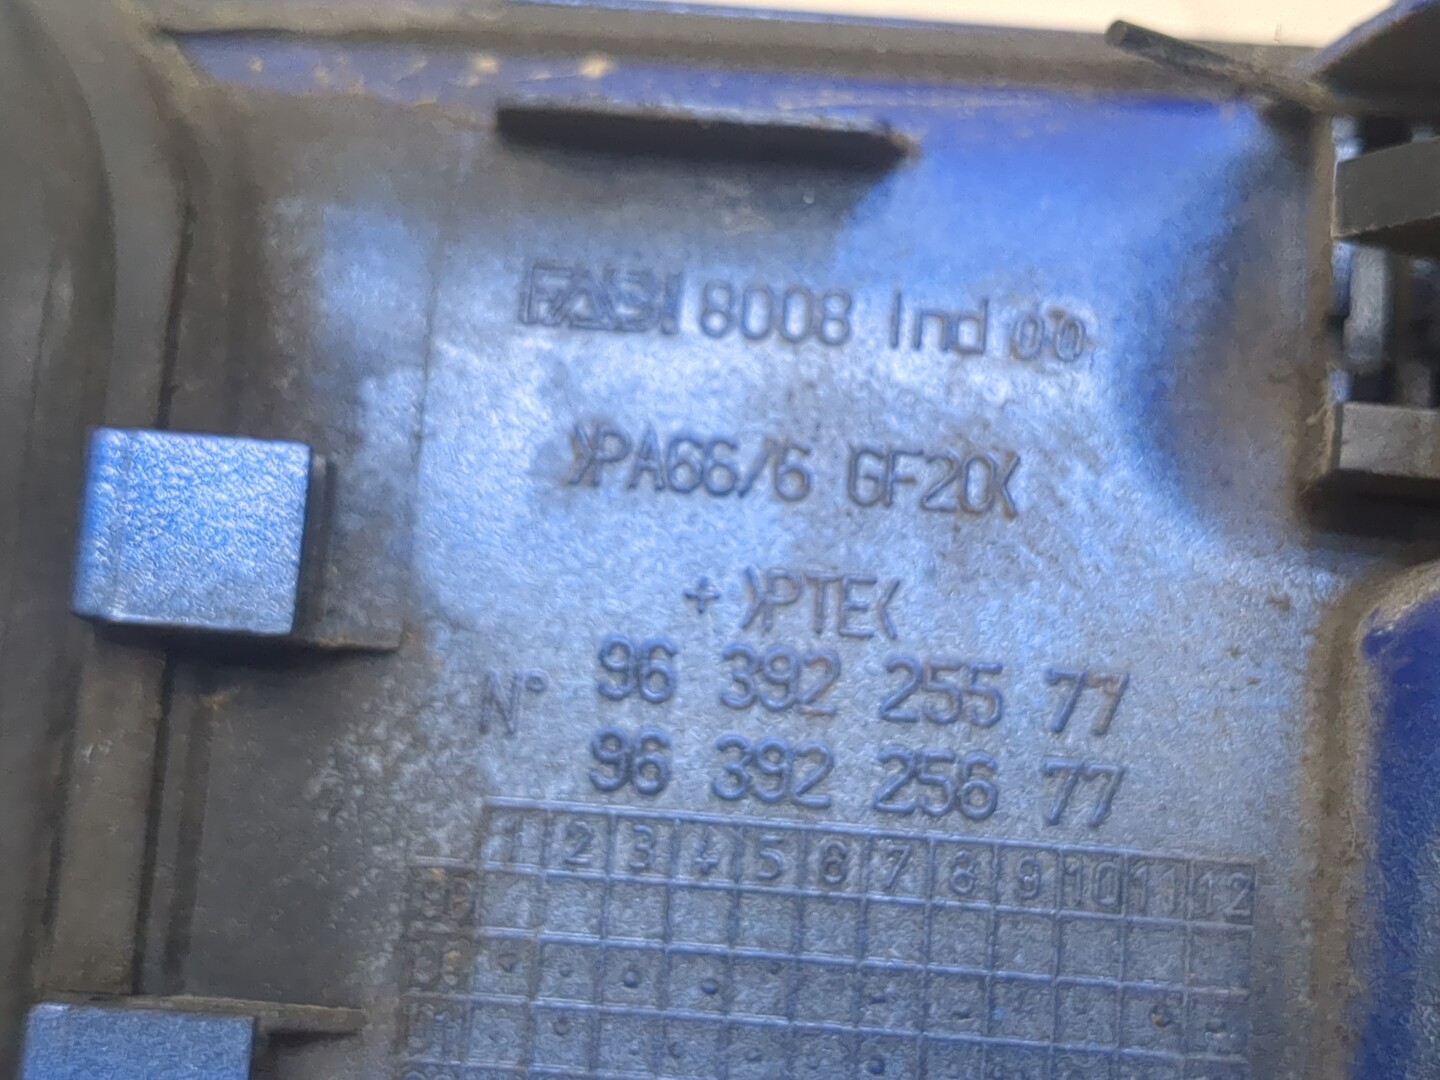 8008 Ind 00
>PA66/6 GF20<
+ >PTE<
N° 96 392 255 77
96 392 256 77
1 2 3 4 5 6 7 8 9 10 11 12